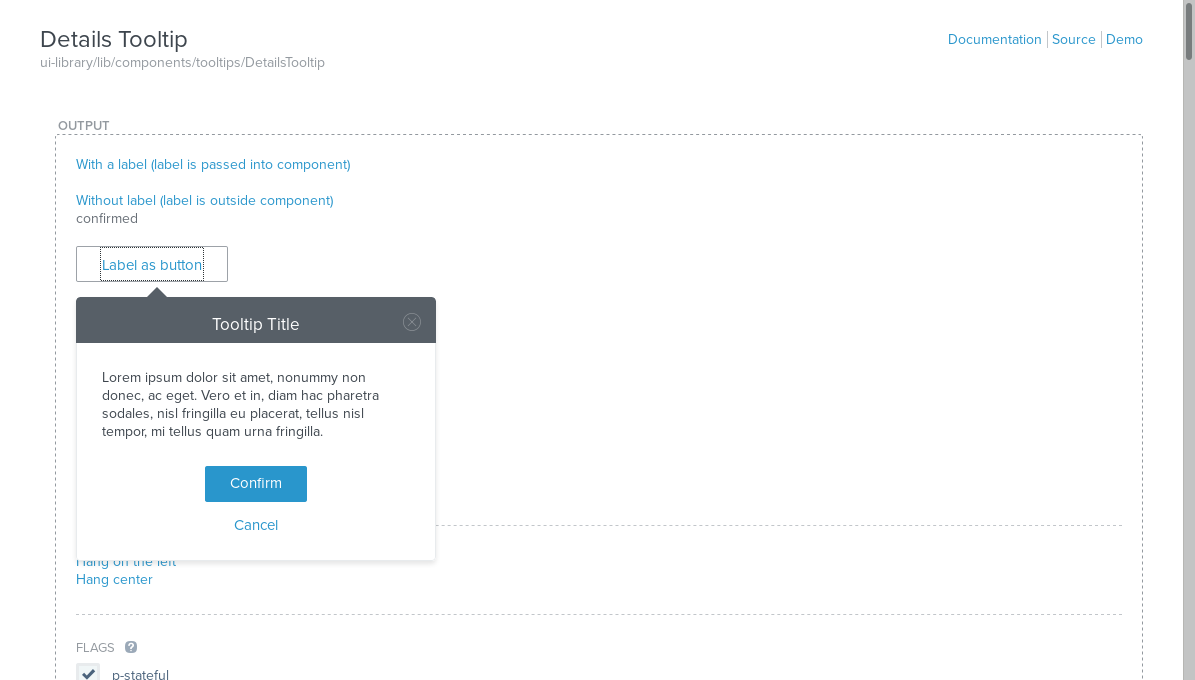 Details Tooltip
Documentation Source Demo
ui-library/lib/components/tooltips/DetailsTooltip
OUTPUT
With a label (label is passed into component)
Without label (label is outside component)
confirmed
Label as button
Tooltip Title
Lorem ipsum dolor sit amet, nonummy non
donec, ac eget. Vero et in, diam hac pharetra
sodales, nisl fringilla eu placerat, tellus nisl
tempor, mi tellus quam urna fringilla.
Confirm
Cancel
Hang on the left
Hang center
FLAGS ?
p-stateful